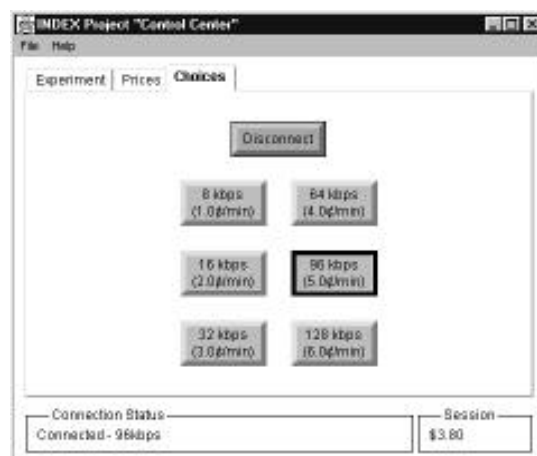 INDEX Project "Control Center"
File Help
Experiment Prices Choices
Disconnect
8 kbps
(1.0¢/min)
64 kbps
(4.0¢/min)
16 kbps
(2.0¢/min)
96 kbps
(5.0¢/min)
32 kbps
(3.0¢/min)
128 kbps
(6.0¢/min)
Connection Status
Connected - 96kbps
Session
$3.80